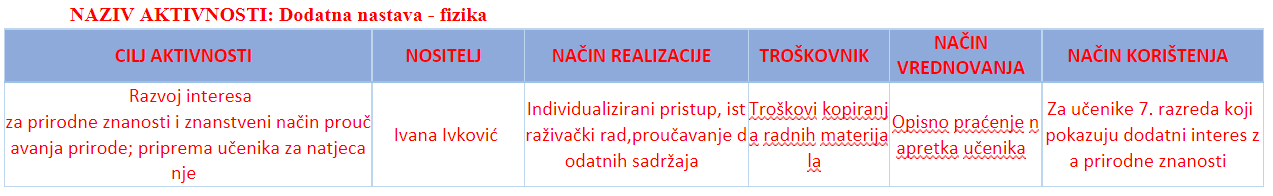 NAZIV AKTIVNOSTI: Dodatna nastava - fizika
CILJ AKTIVNOSTI
NOSITELJ
NAČIN REALIZACIJE
TROŠKOVNIK
NAČIN
VREDNOVANJA
NAČIN KORIŠTENJA
Razvoj interesa
za prirodne znanosti i znanstveni način prouč
avanja prirode; priprema učenika za natjeca
nje
Ivana Ivković
Individualizirani pristup, ist
raživački rad,proučavanje d
odatnih sadržaja
Troškovi kopiranj
a radnih materija
la
Opisno praćenje n
apretka učenika
Za učenike 7. razreda koji
pokazuju dodatni interes z
a prirodne znanosti